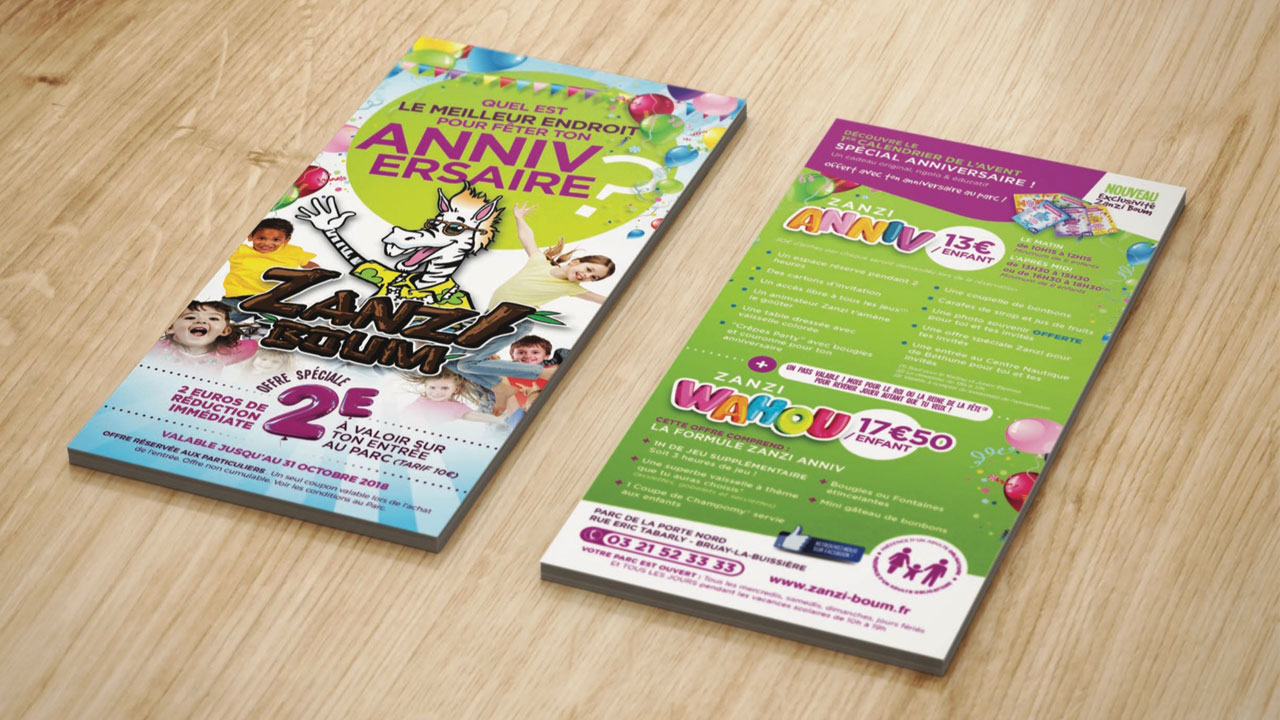 QUEL EST
LE MEILLEUR ENDROIT
POUR FÊTER TON
ANNIV
ERSAIRE ?
ZANZI
BOUM
OFFRE SPÉCIALE
2 EUROS DE
RÉDUCTION
IMMÉDIATE
2E
À VALOIR SUR
TON ENTRÉE
AU PARC (TARIF 10€)
VALABLE JUSQU'AU 31 OCTOBRE 2018
OFFRE RÉSERVÉE AUX PARTICULIERS. Un seul coupon valable lors de l'achat
de l'entrée. Offre non cumulable. Voir les conditions au Parc.
DÉCOUVRE LE
1ER CALENDRIER DE L'AVENT
SPÉCIAL ANNIVERSAIRE !
Un cadeau original, rigolo & éducatif
offert avec ton anniversaire au parc !
NOUVEAU
Exclusivité
Zanzi Boum
ZANZI
ANNIV
13€
/ENFANT
LE MATIN
de 10H15 à 12H15
L'APRÈS MIDI
de 13H30 à 15H30
ou de 16H30 à 18H30
Un espace réservé pendant 2
heures
Des cartons d'invitation
Un accès libre à tous les jeux
Un animateur Zanzi t'amène
le goûter
Une table dressée avec
vaisselle colorée
"Crêpes Party" avec bougies
et couronne pour ton
anniversaire
Une coupelle de bonbons
Carafes de sirop et jus de fruits
Une photo souvenir OFFERTE
pour toi et tes invités
Une offre spéciale Zanzi pour
tes invités
Une entrée au Centre Nautique
de Béthune pour toi et tes
invités
+ UN PASS VALABLE 1 MOIS POUR LE ROI OU LA REINE DE LA FÊTE
POUR REVENIR JOUER AUTANT QUE TU VEUX !
ZANZI
WAHOU
17€50
/ENFANT
CETTE OFFRE COMPREND :
LA FORMULE ZANZI ANNIV
+ 1H DE JEU SUPPLÉMENTAIRE
Soit 3 heures de jeu !
+ Une superbe vaisselle à thème
que tu auras choisis*
(assiettes, gobelets et serviettes)
+ 1 Coupe de Champomy servie
aux enfants
+ Bougies ou Fontaines
étincelantes
+ Mini gâteau de bonbons
PARC DE LA PORTE NORD
RUE ERIC TABARLY - BRUAY-LA-BUISSIÈRE
03 21 52 33 33
RETROUVEZ-NOUS
SUR FACEBOOK
www.zanzi-boum.fr
VOTRE PARC EST OUVERT : Tous les mercredis, samedis, dimanches, jours fériés
ET TOUS LES JOURS pendant les vacances scolaires de 10h à 19h